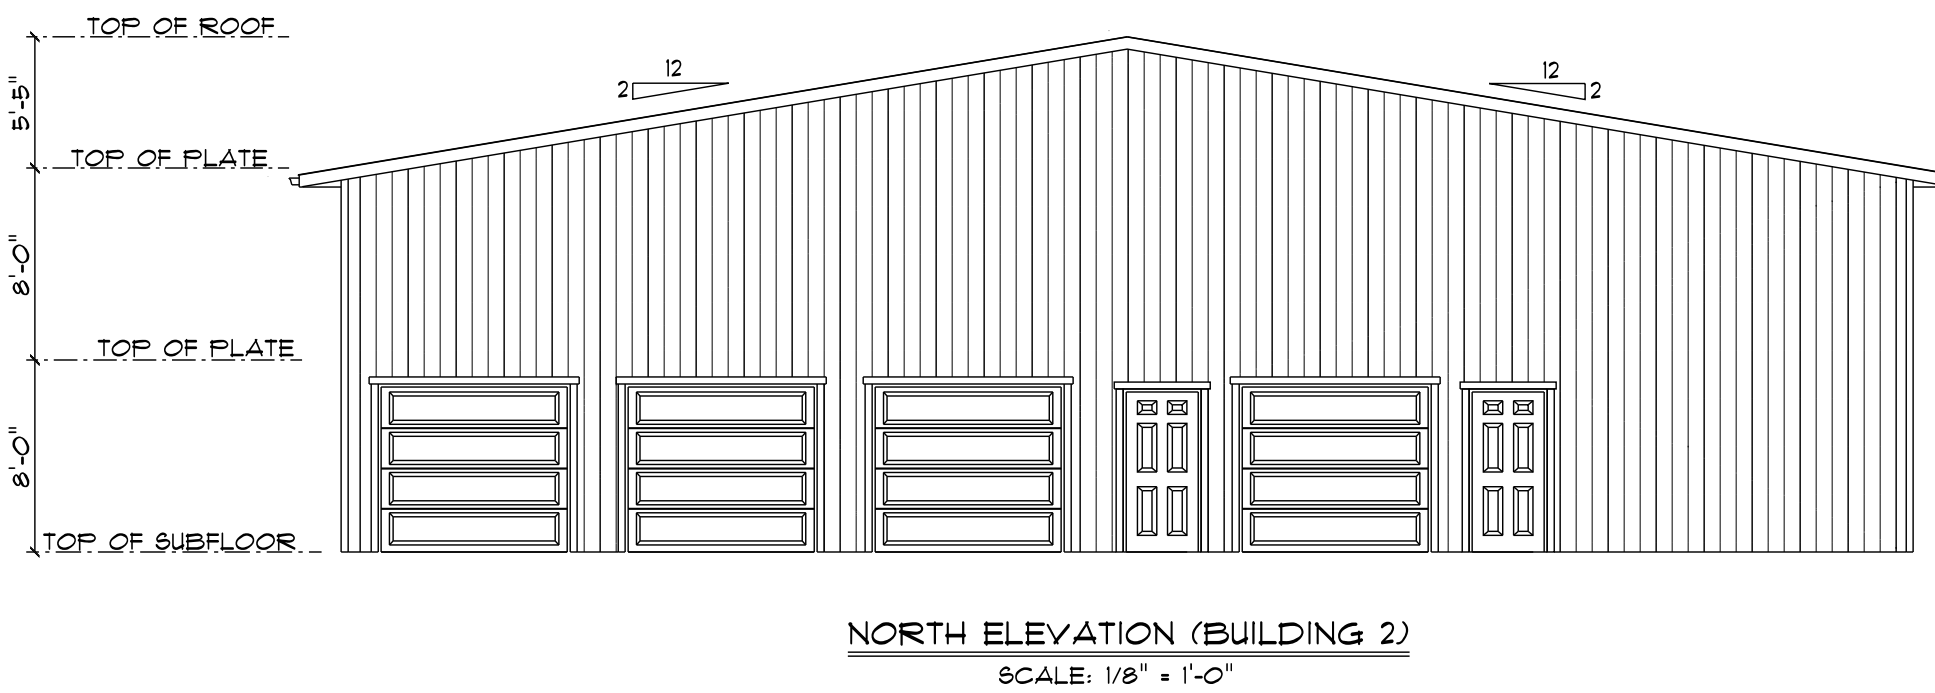 TOP OF ROOF
12
2
12
2
5'-5"
TOP OF PLATE
8'-0"
TOP OF PLATE
8'-0"
TOP OF SUBFLOOR
NORTH ELEVATION (BUILDING 2)
SCALE: 1/8" = 1'-0"